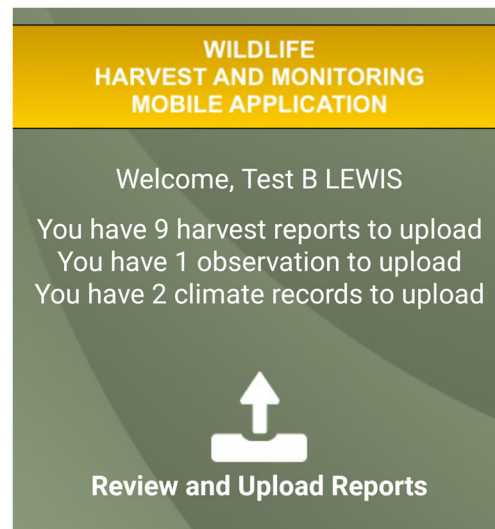 WILDLIFE
HARVEST AND MONITORING
MOBILE APPLICATION
Welcome, Test B LEWIS
You have 9 harvest reports to upload
You have 1 observation to upload
You have 2 climate records to upload
Review and Upload Reports